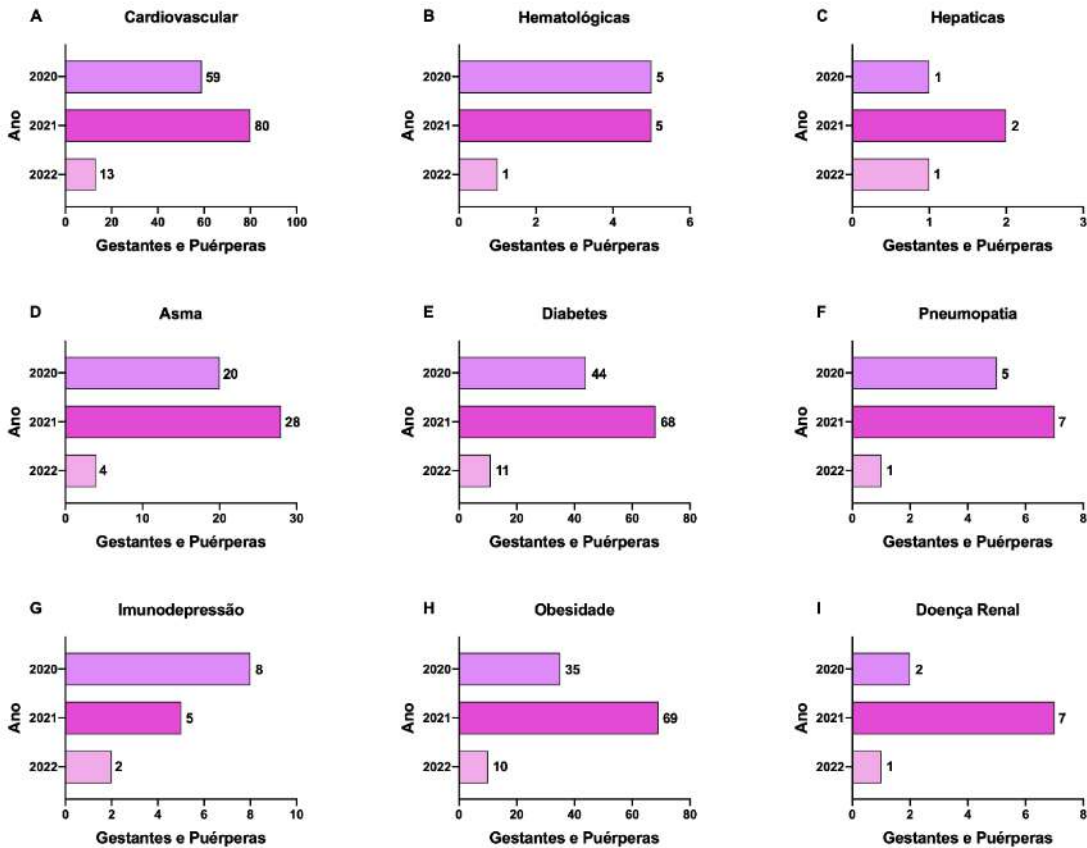 A Cardiovascular
2020 59
2021 80
2022 13
Ano
0 20 40 60 80 100
Gestantes e Puérperas
B Hematológicas
2020 5
2021 5
2022 1
Ano
0 2 4 6
Gestantes e Puérperas
C Hepaticas
2020 1
2021 2
2022 1
Ano
0 1 2 3
Gestantes e Puérperas
D Asma
2020 20
2021 28
2022 4
Ano
0 10 20 30
Gestantes e Puérperas
E Diabetes
2020 44
2021 68
2022 11
Ano
0 20 40 60 80
Gestantes e Puérperas
F Pneumopatia
2020 5
2021 7
2022 1
Ano
0 2 4 6 8
Gestantes e Puérperas
G Imunodepressão
2020 8
2021 5
2022 2
Ano
0 2 4 6 8 10
Gestantes e Puérperas
H Obesidade
2020 35
2021 69
2022 10
Ano
0 20 40 60 80
Gestantes e Puérperas
I Doença Renal
2020 2
2021 7
2022 1
Ano
0 2 4 6 8
Gestantes e Puérperas